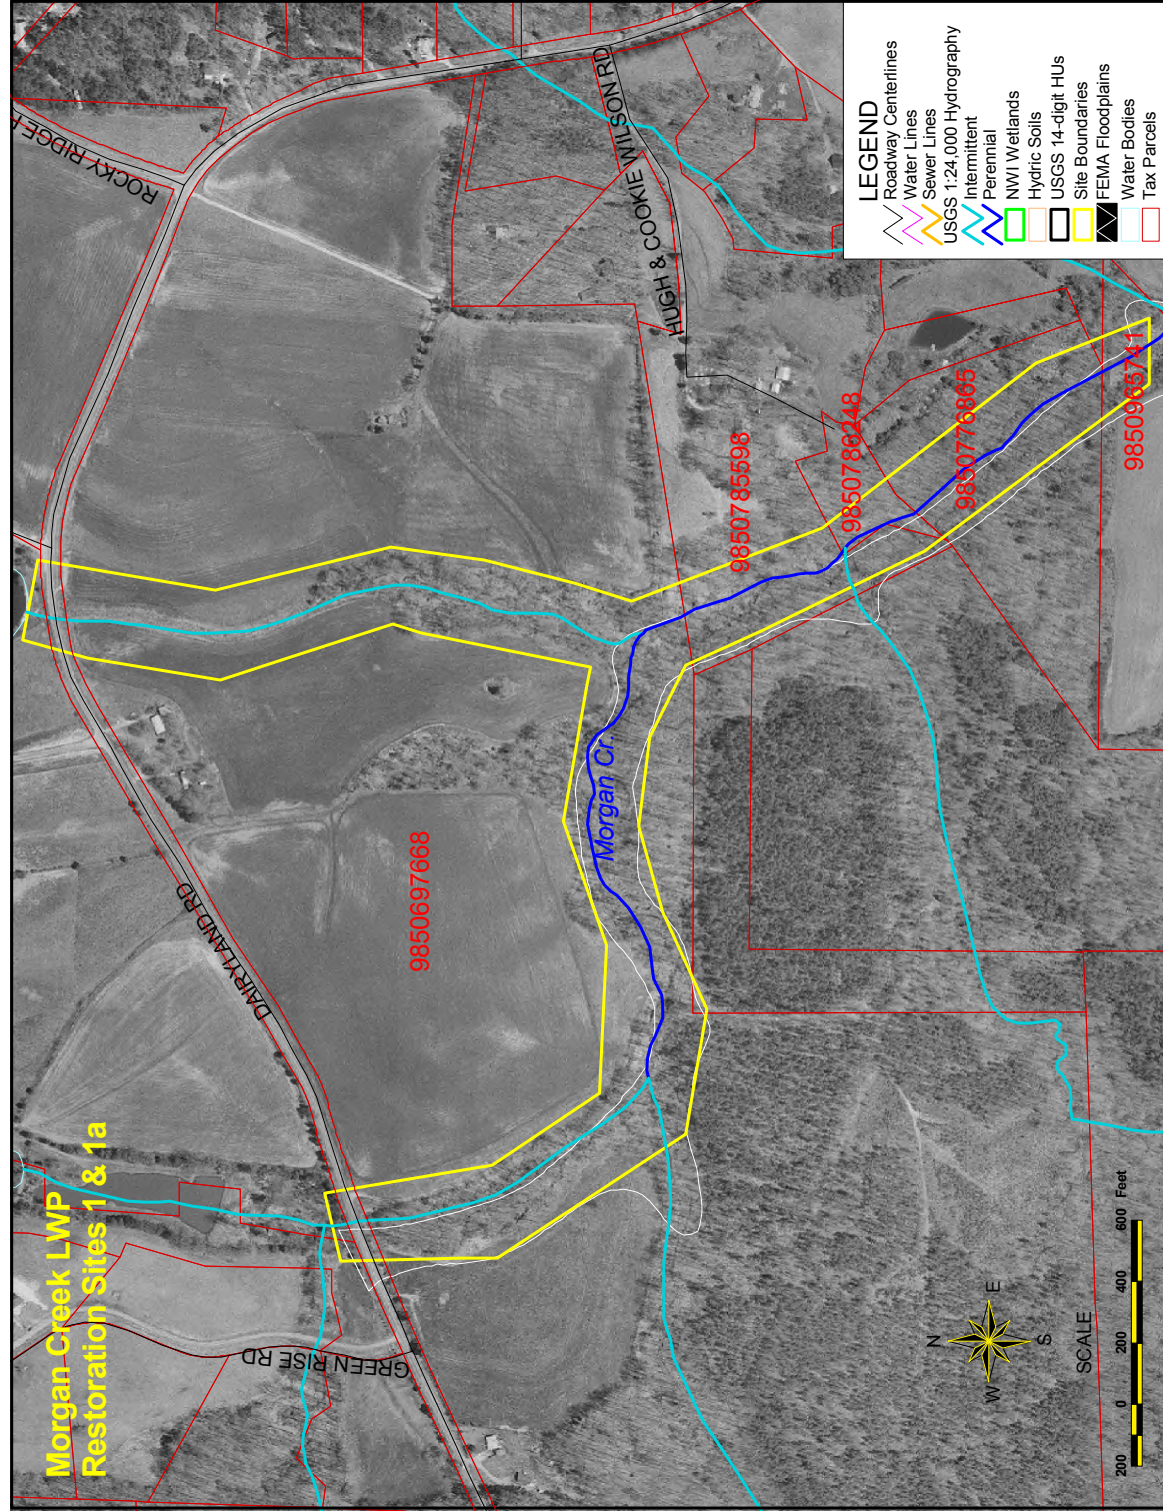 Morgan Creek LWP
Restoration Sites 1 & 1a
ROCKY RIDGE R
DAIRYLAND RD
GREEN RISE RD
HUGH & COOKIE WILSON RD
Morgan Cr.
9850697668
9850785598
9850786248
9850776865
9850965741
LEGEND
Roadway Centerlines
Water Lines
Sewer Lines
USGS 1:24,000 Hydrography
Intermittent
Perennial
NWI Wetlands
Hydric Soils
USGS 14-digit HUs
Site Boundaries
FEMA Floodplains
Water Bodies
Tax Parcels
N
W
E
S
SCALE
200 0 200 400 600 Feet